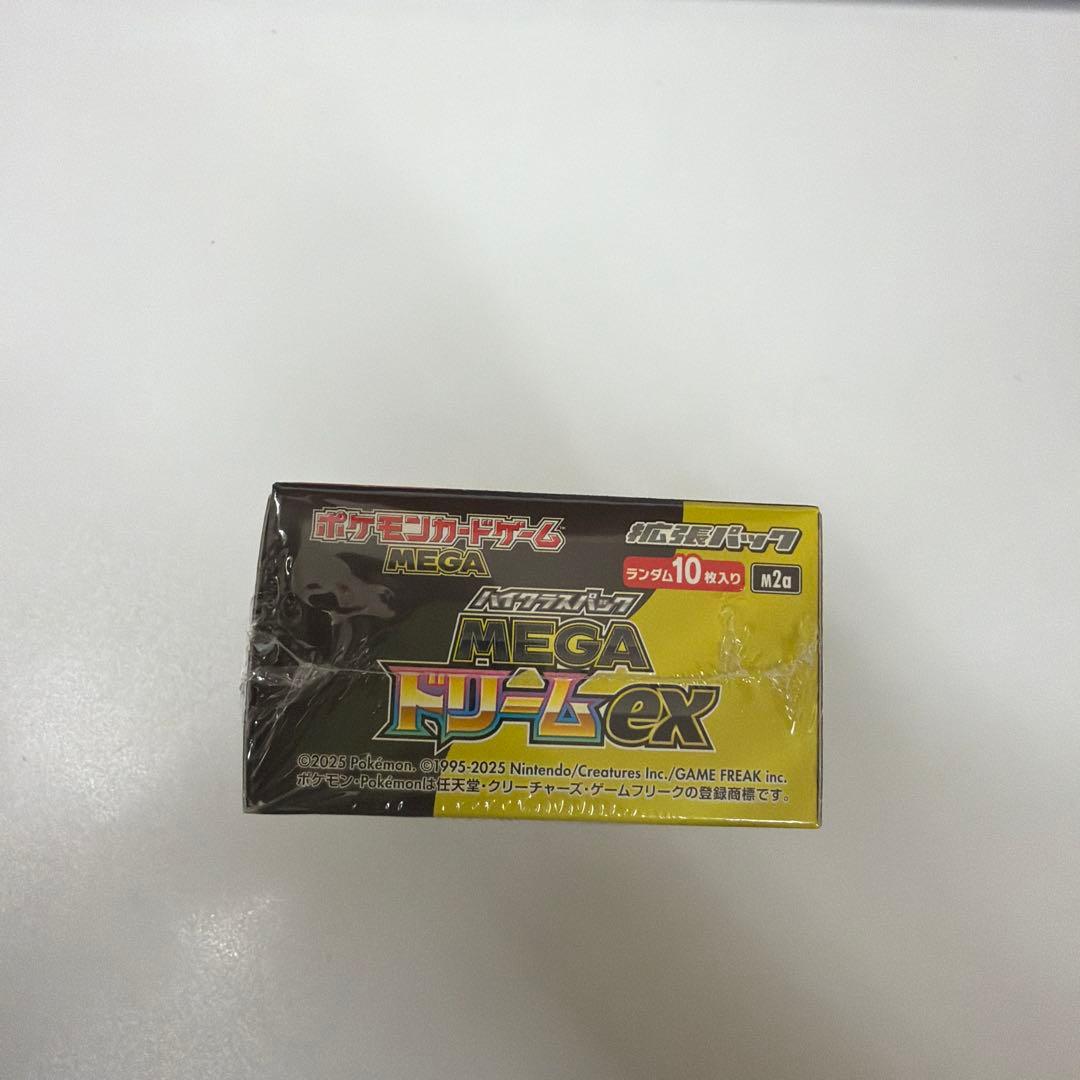 ポケモンカードゲーム
MEGA
拡張パック
ランダム10枚入り
M2a
ハイクラスパック
MEGA
ドリームex
©2025 Pokémon. ©1995-2025 Nintendo/Creatures Inc./GAME FREAK inc.
ポケモン・Pokémonは任天堂・クリーチャーズ・ゲームフリークの登録商標です。